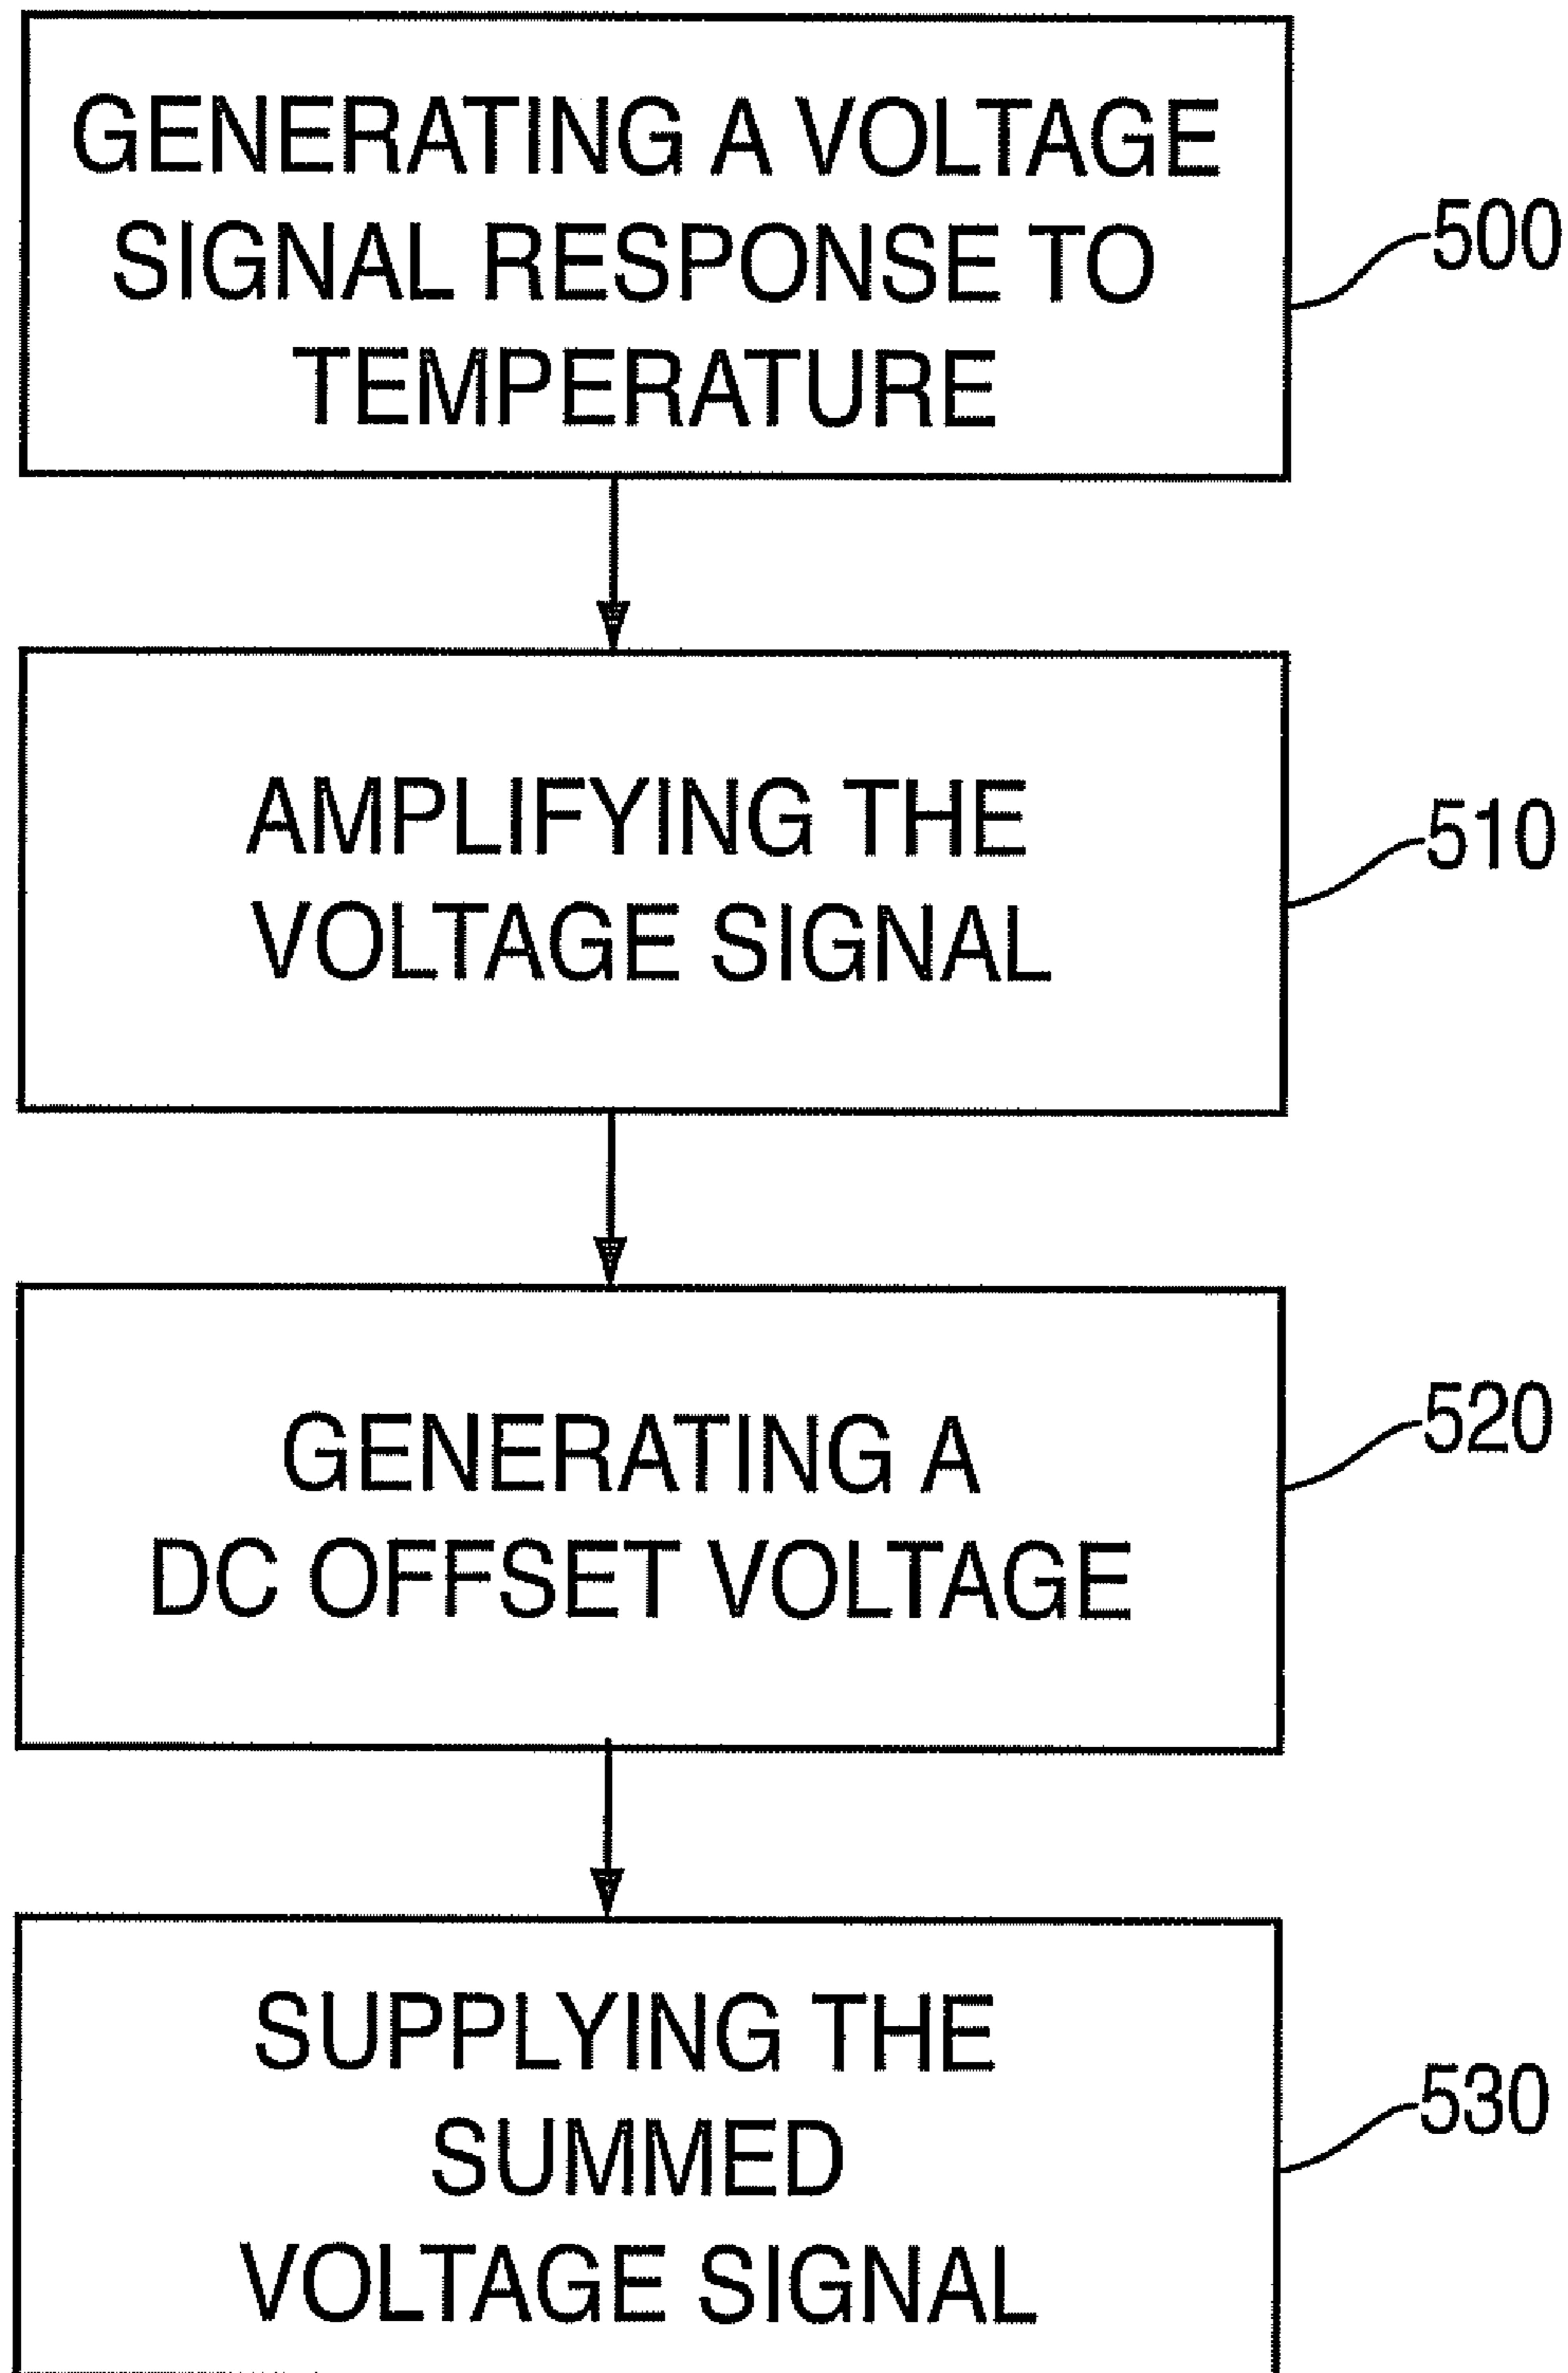 GENERATING A VOLTAGE
SIGNAL RESPONSE TO
TEMPERATURE
500
AMPLIFYING THE
VOLTAGE SIGNAL
510
GENERATING A
DC OFFSET VOLTAGE
520
SUPPLYING THE
SUMMED
VOLTAGE SIGNAL
530